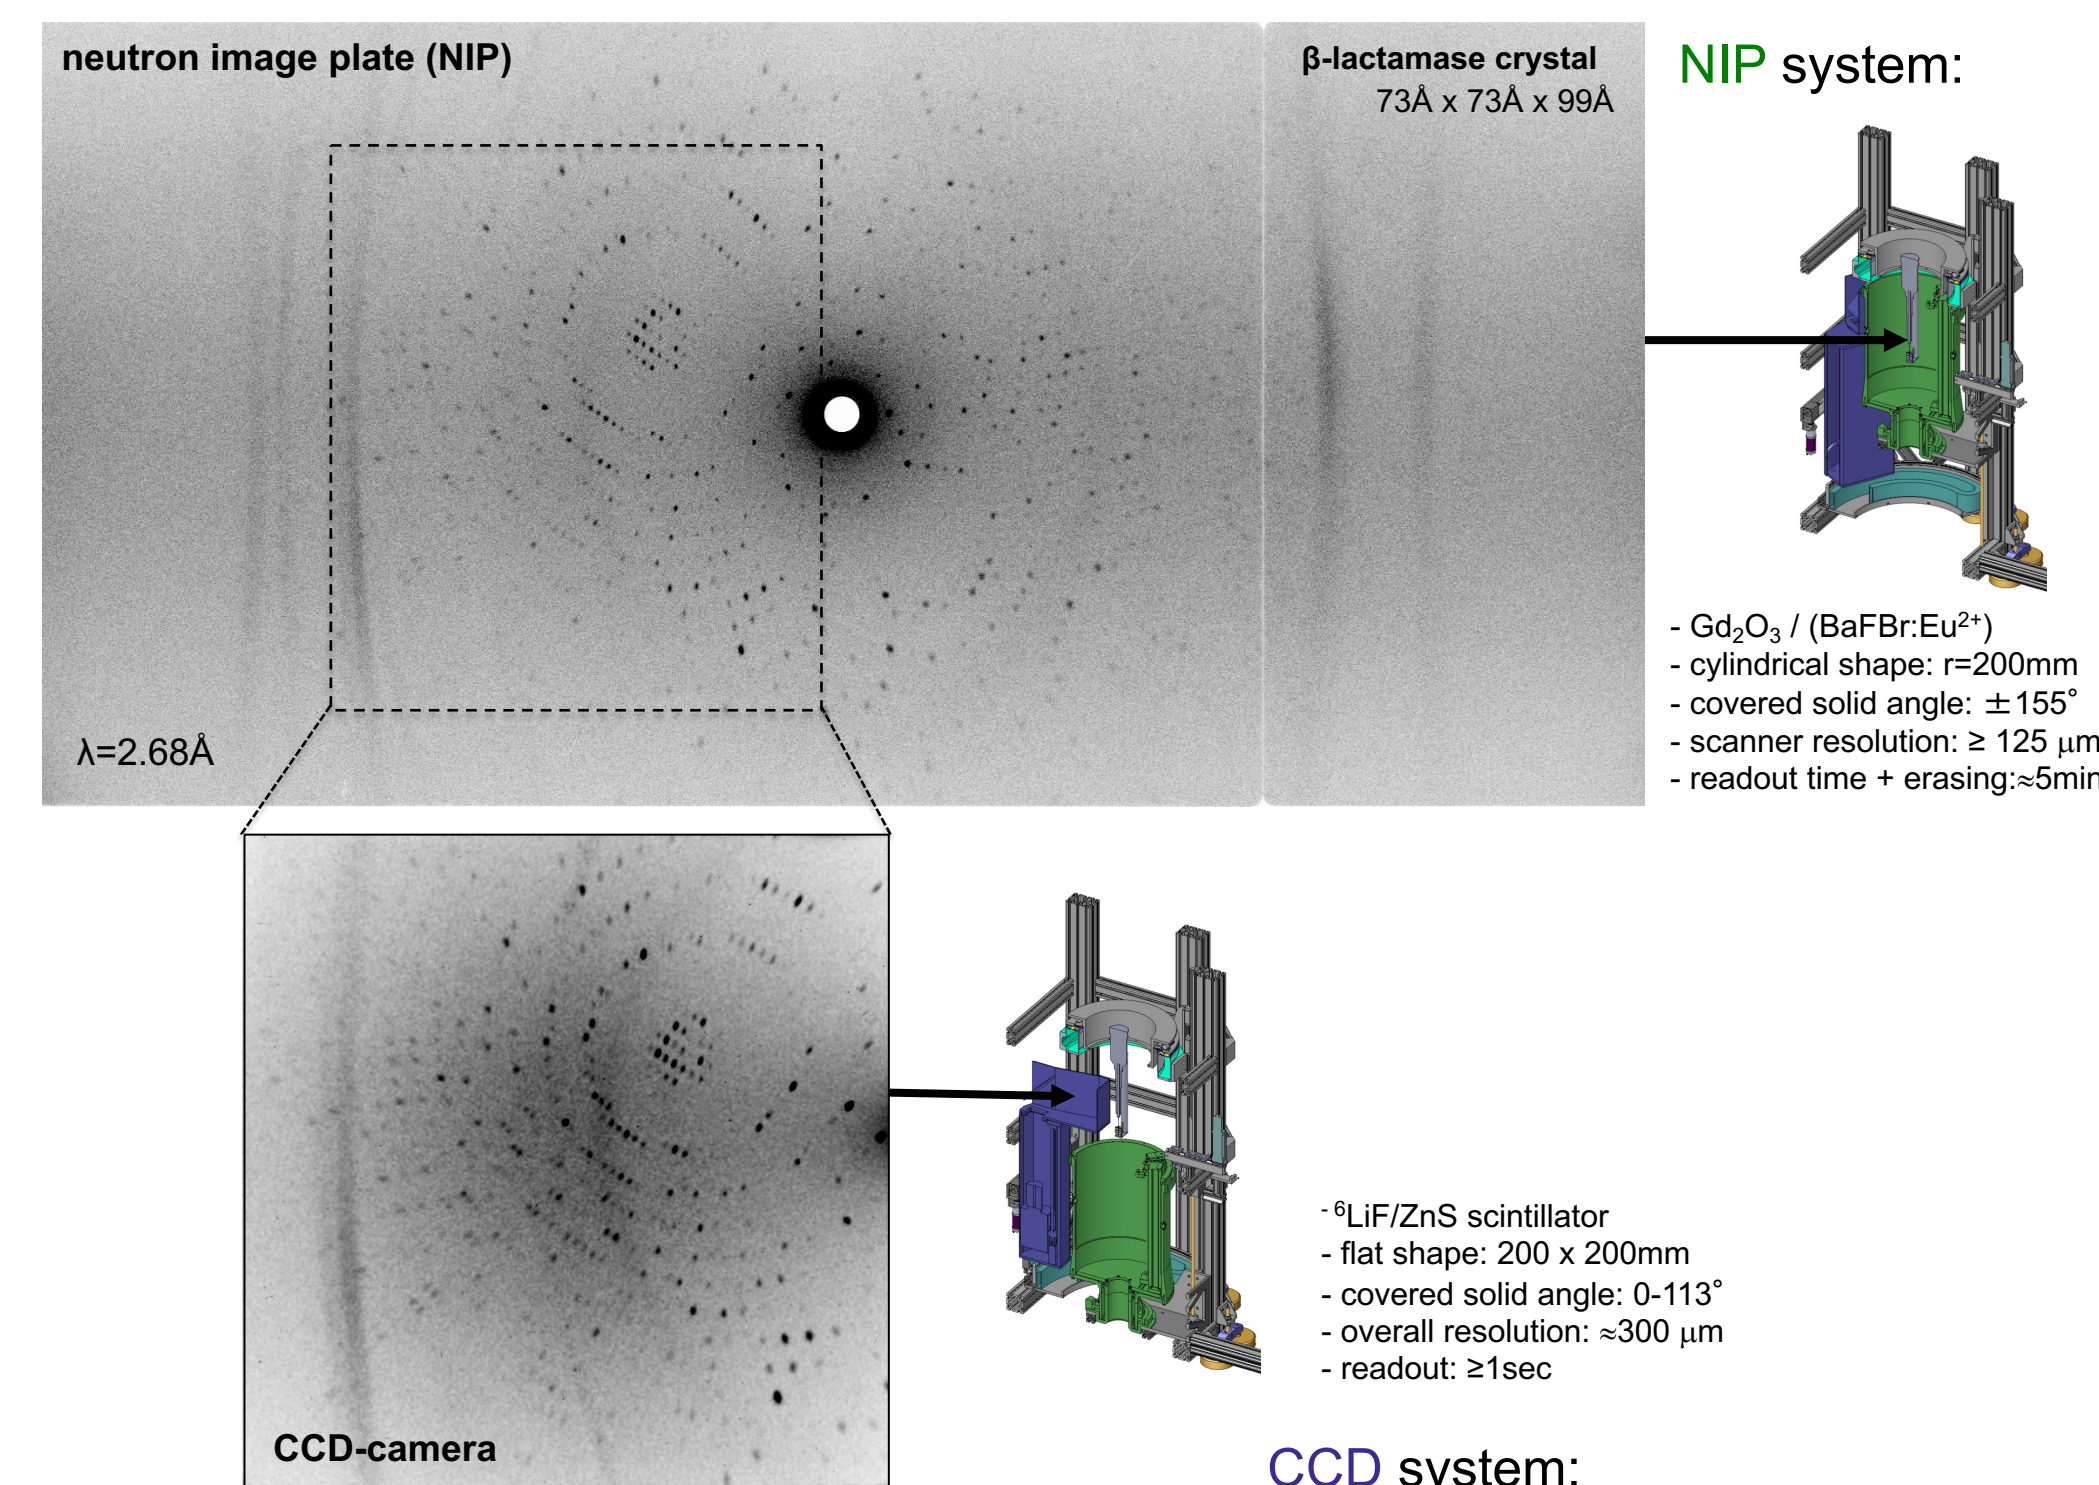 neutron image plate (NIP)
β-lactamase crystal
73Å x 73Å x 99Å
λ=2.68Å
NIP system:
- Gd₂O₃ / (BaFBr:Eu²⁺)
- cylindrical shape: r=200mm
- covered solid angle: ±155°
- scanner resolution: ≥ 125 μm
- readout time + erasing:≈5min
CCD-camera
- ⁶LiF/ZnS scintillator
- flat shape: 200 x 200mm
- covered solid angle: 0-113°
- overall resolution: ≈300 μm
- readout: ≥1sec
CCD system: